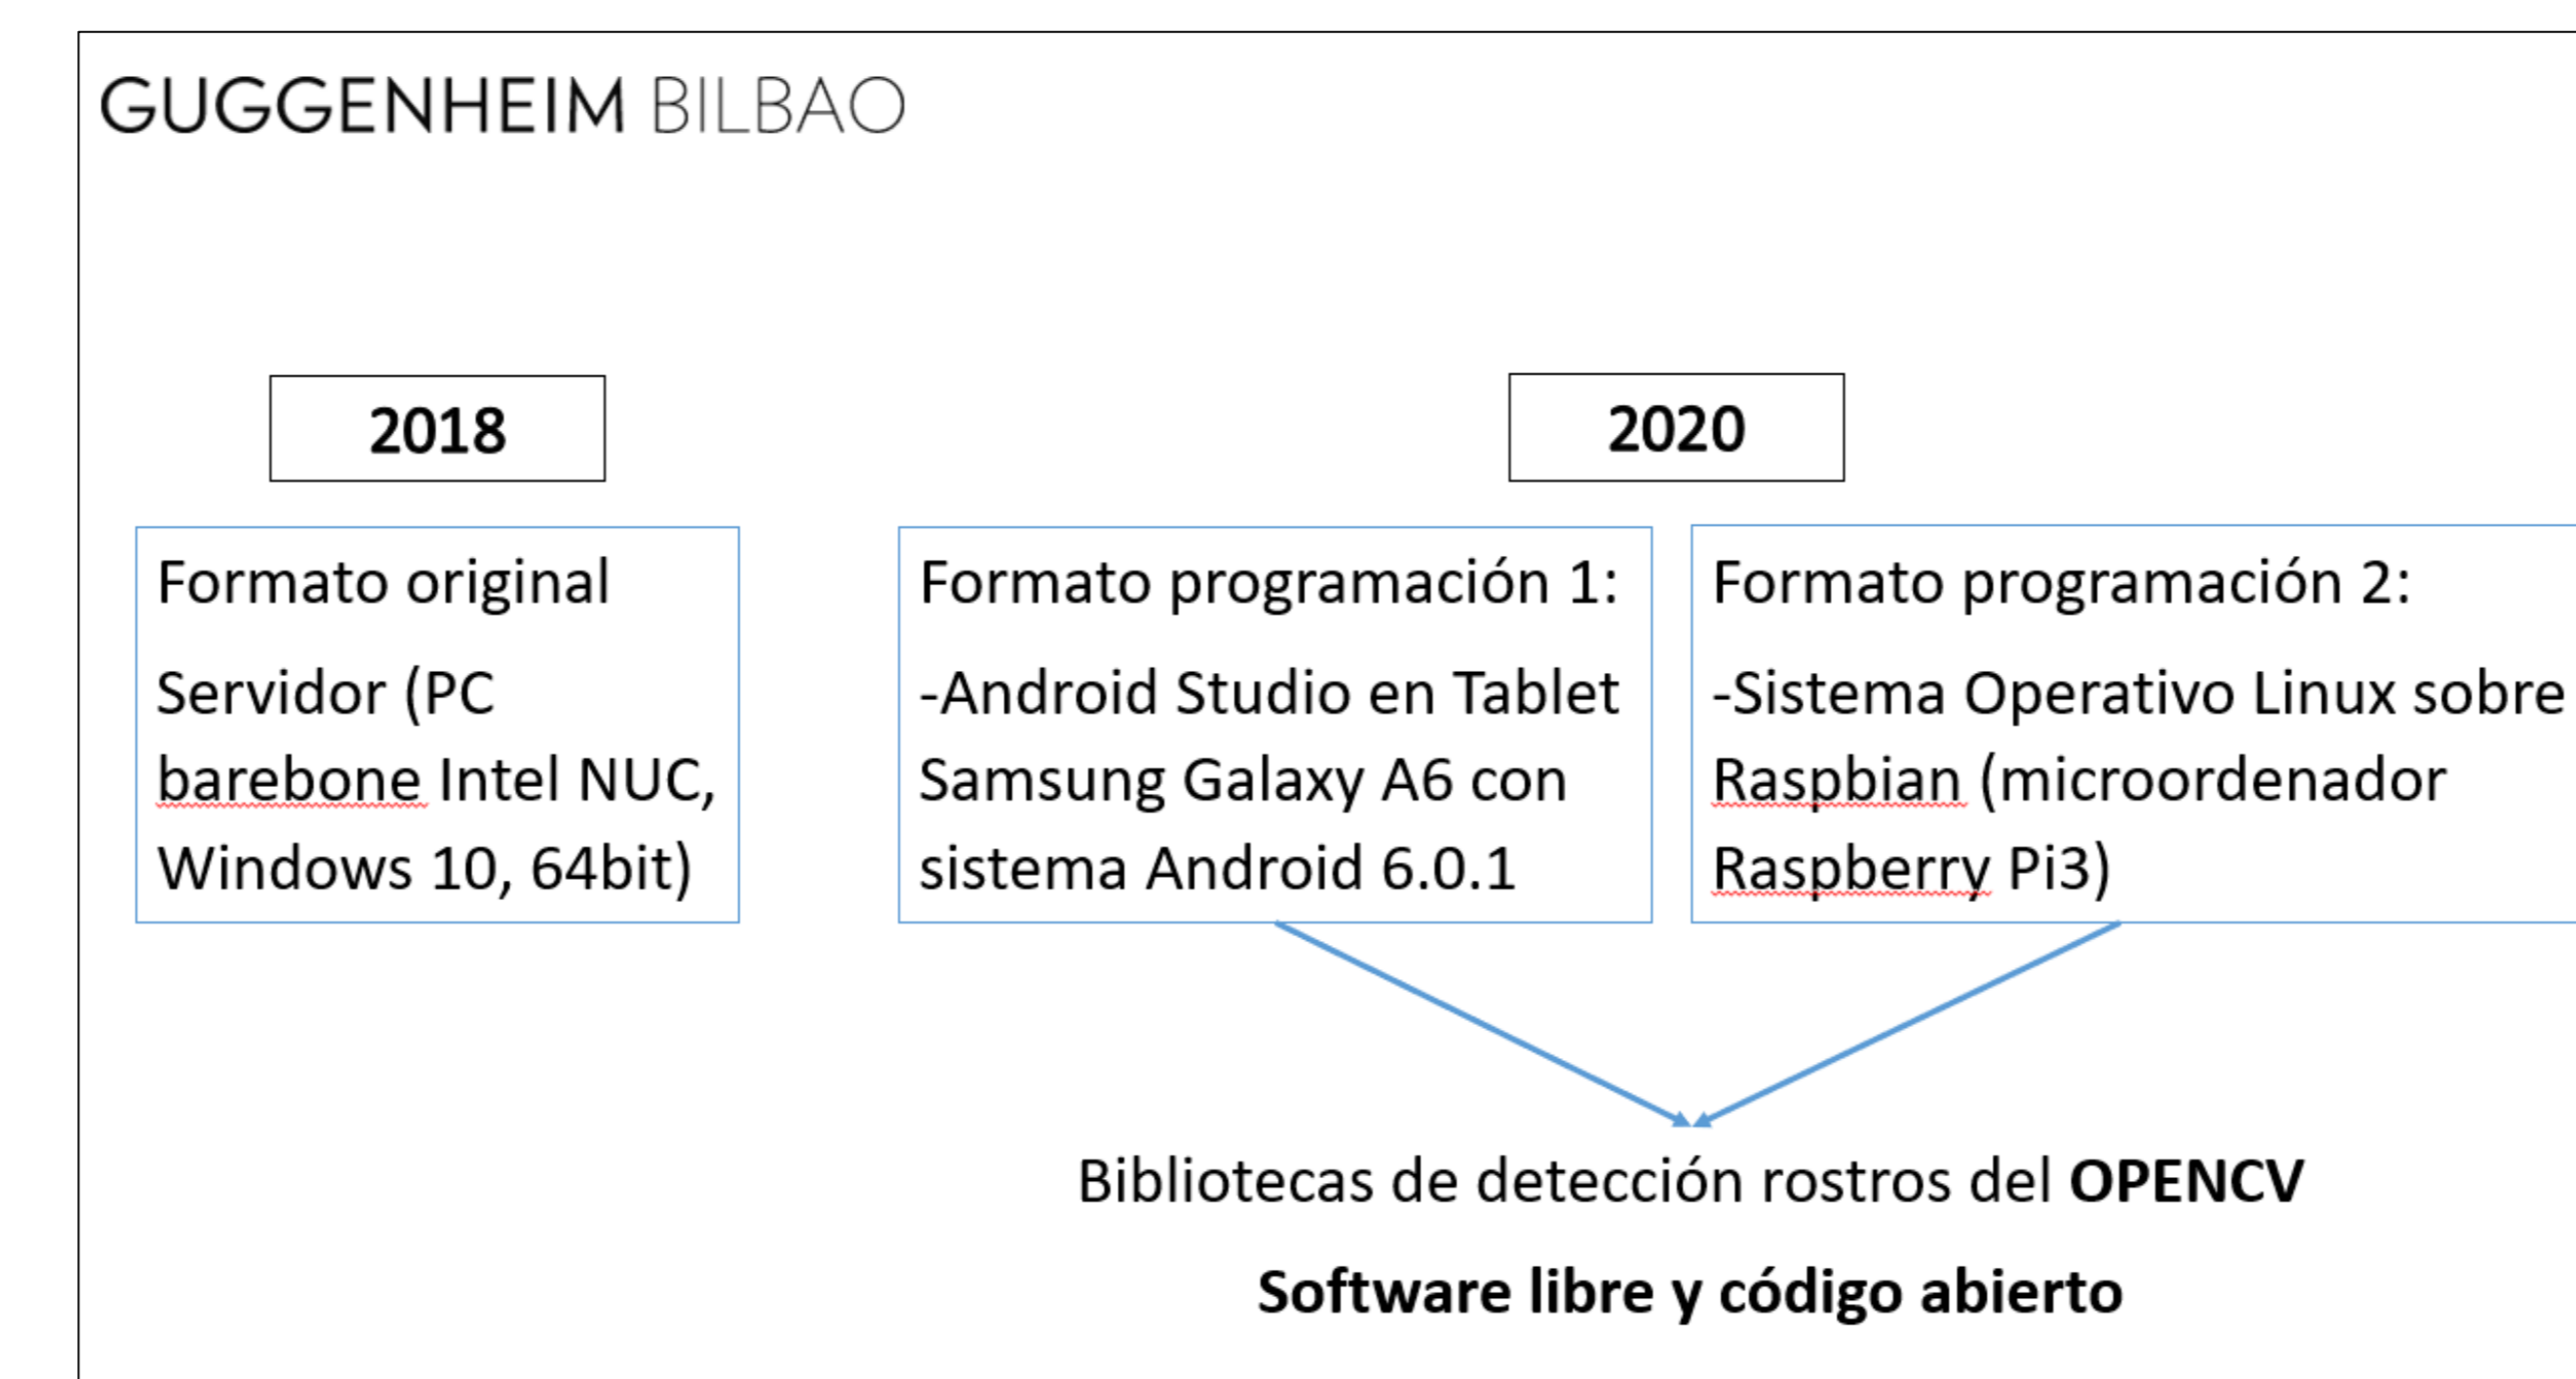 GUGGENHEIM BILBAO
2018
2020
Formato original
Servidor (PC
barebone Intel NUC,
Windows 10, 64bit)
Formato programación 1:
-Android Studio en Tablet
Samsung Galaxy A6 con
sistema Android 6.0.1
Formato programación 2:
-Sistema Operativo Linux sobre
Raspbian (microordenador
Raspberry Pi3)
Bibliotecas de detección rostros del OPENCV
Software libre y código abierto